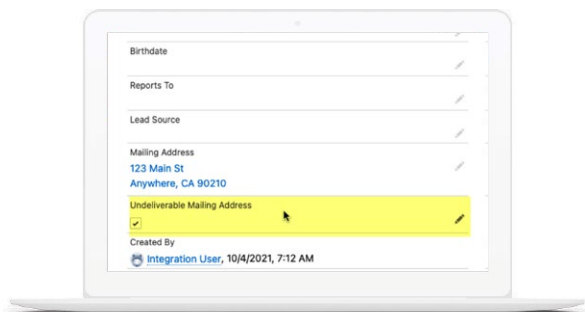 Birthdate
Reports To
Lead Source
Mailing Address
123 Main St
Anywhere, CA 90210
Undeliverable Mailing Address
Created By
Integration User, 10/4/2021, 7:12 AM